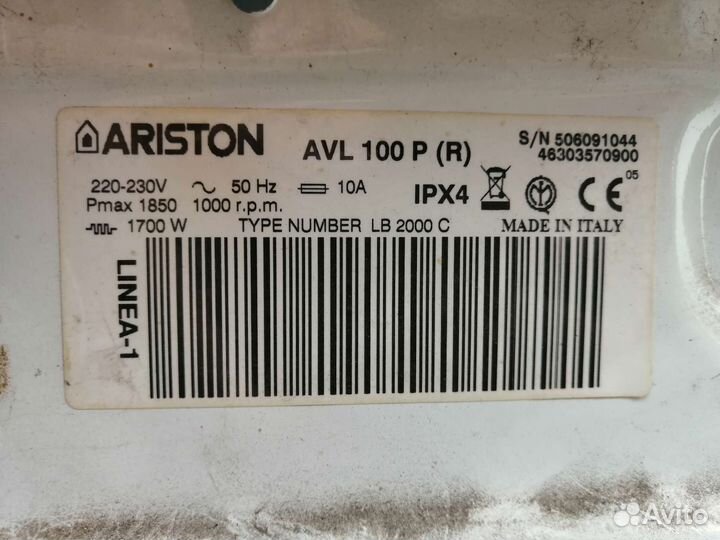 ARISTON
AVL 100 P (R)
S/N 506091044
46303570900
220-230V 50 Hz 10A
Pmax 1850 1000 r.p.m.
1700 W TYPE NUMBER LB 2000 C
IPX4
CE 05
MADE IN ITALY
LINEA-1
Avito